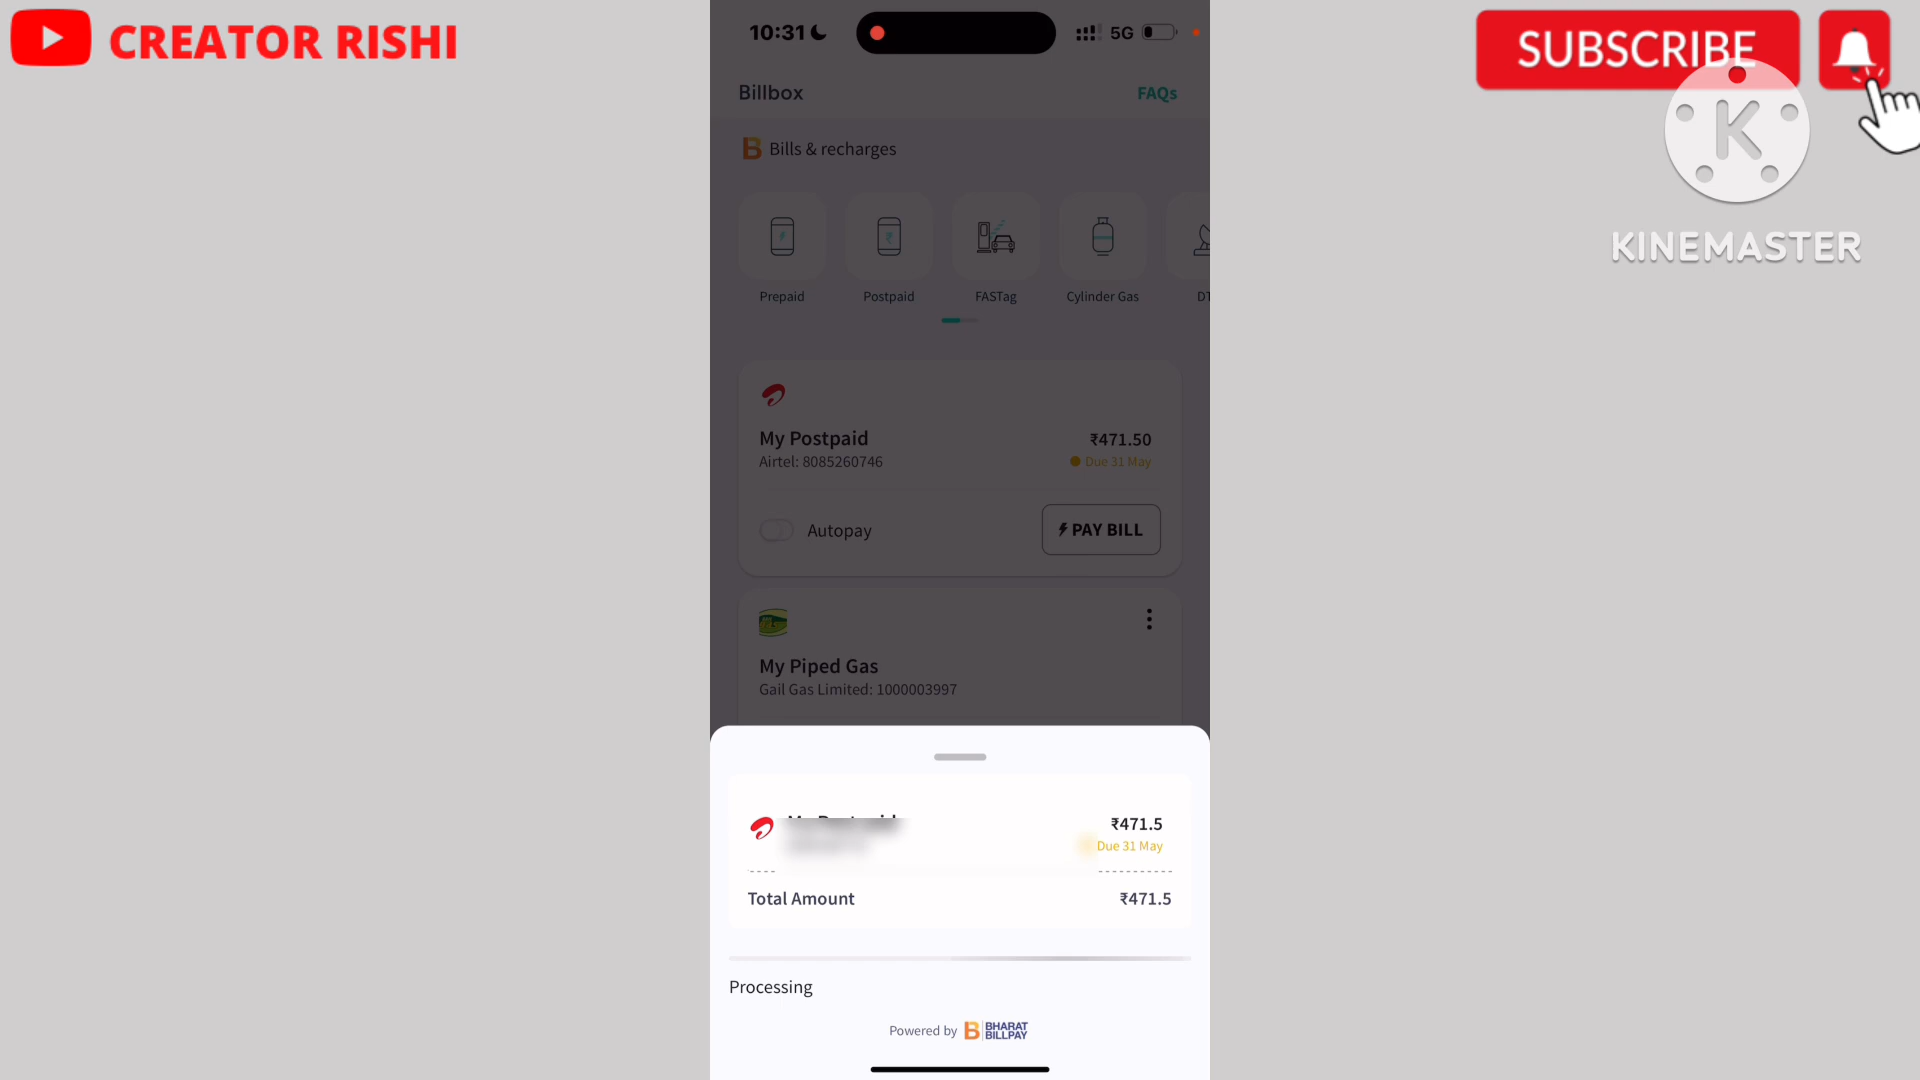 CREATOR RISHI
SUBSCRIBE
KINEMASTER
10:31
5G
Billbox
FAQs
Bills & recharges
Prepaid
Postpaid
FASTag
Cylinder Gas
DT
My Postpaid
₹471.50
Airtel: 8085260746
Due 31 May
Autopay
PAY BILL
My Piped Gas
Gail Gas Limited: 1000003997
₹471.5
Due 31 May
Total Amount
₹471.5
Processing
Powered by
BHARAT
BILLPAY